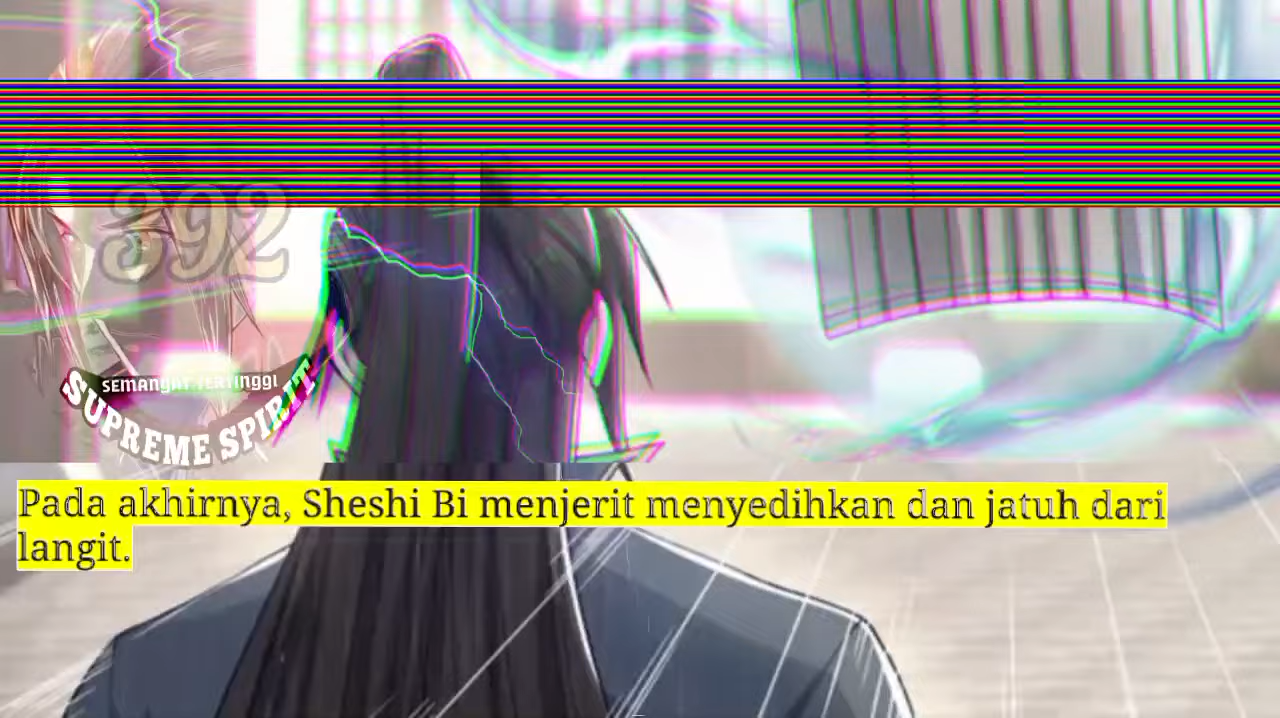 392
SEMANGAT TERTINGGI
SUPREME SPIRIT
Pada akhirnya, Sheshi Bi menjerit menyedihkan dan jatuh dari
langit.